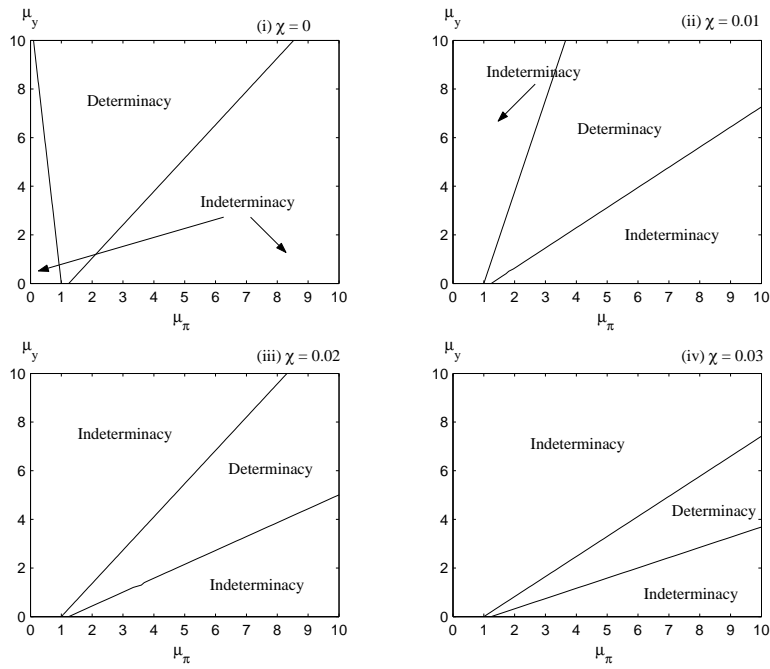 μy
(i) χ = 0
10
8
6
4
2
0
Determinacy
Indeterminacy
0 1 2 3 4 5 6 7 8 9 10
μπ
μy
(ii) χ = 0.01
10
8
6
4
2
0
Indeterminacy
Determinacy
Indeterminacy
0 1 2 3 4 5 6 7 8 9 10
μπ
μy
(iii) χ = 0.02
10
8
6
4
2
0
Indeterminacy
Determinacy
Indeterminacy
0 1 2 3 4 5 6 7 8 9 10
μπ
μy
(iv) χ = 0.03
10
8
6
4
2
0
Indeterminacy
Determinacy
Indeterminacy
0 1 2 3 4 5 6 7 8 9 10
μπ